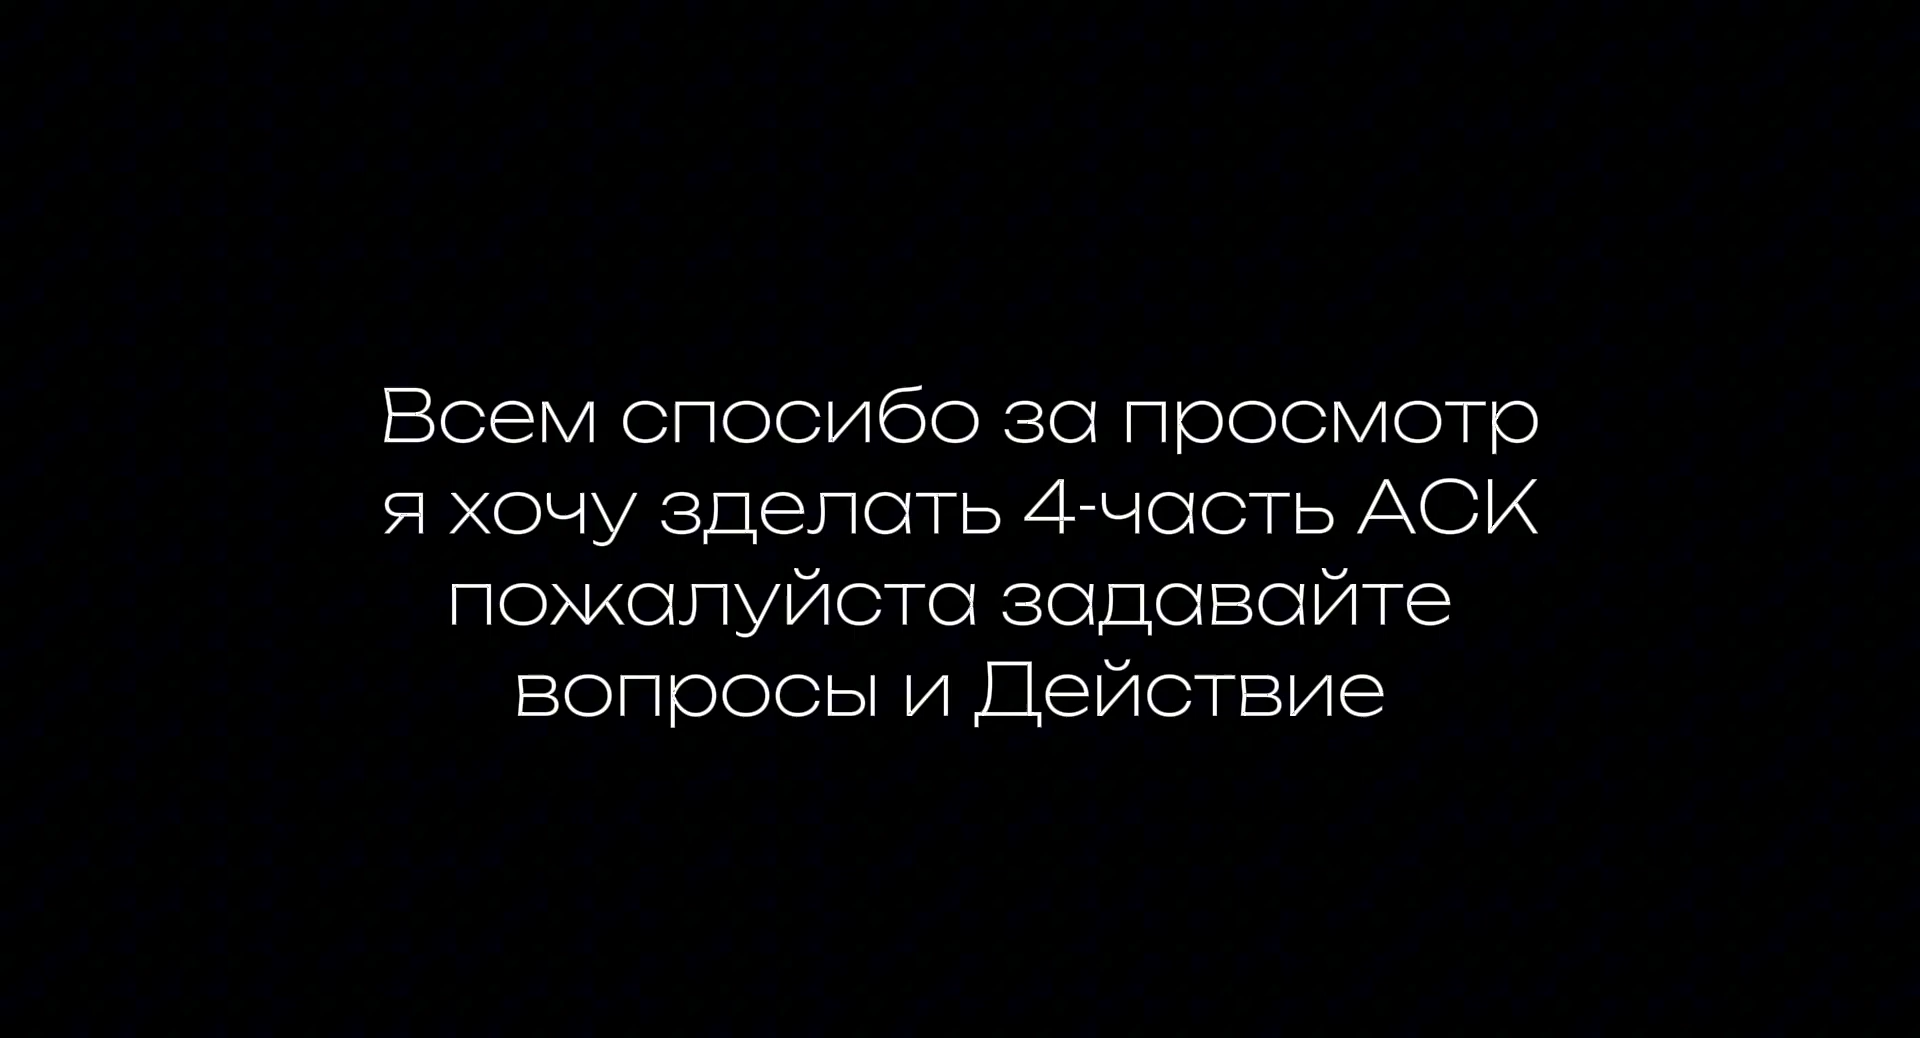 Всем спосибо за просмотр
я хочу зделать 4-часть АСК
пожалуйста задавайте
вопросы и Действие